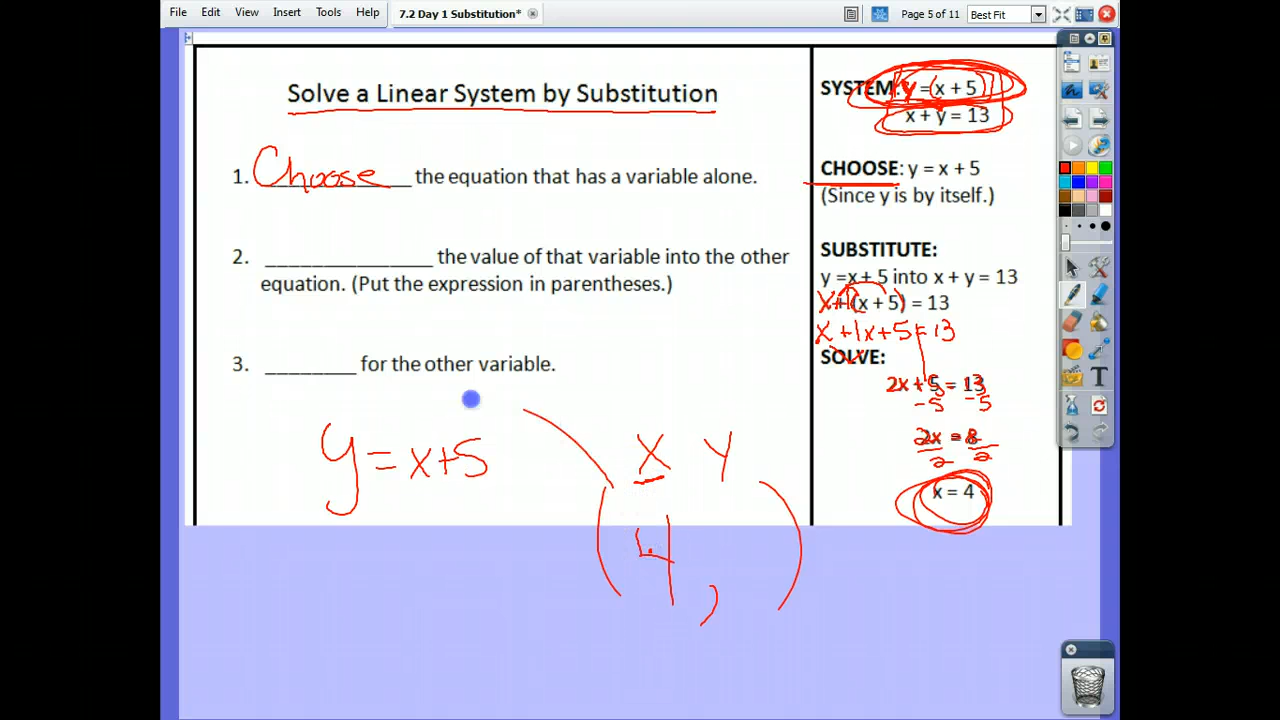 File Edit View Insert Tools Help 7.2 Day 1 Substitution* Page 5 of 11 Best Fit
Solve a Linear System by Substitution
1. Choose the equation that has a variable alone.
2. ______________ the value of that variable into the other
equation. (Put the expression in parentheses.)
3. ________ for the other variable.
y = x+5
X Y
(4, )
SYSTEM: y = (x + 5)
x + y = 13
CHOOSE: y = x + 5
(Since y is by itself.)
SUBSTITUTE:
y =x+ 5 into x + y = 13
x+1(x + 5) = 13
x +1x+5=13
SOLVE:
2x + 5 = 13
-5 -5
2x = 8
2 2
x = 4
T